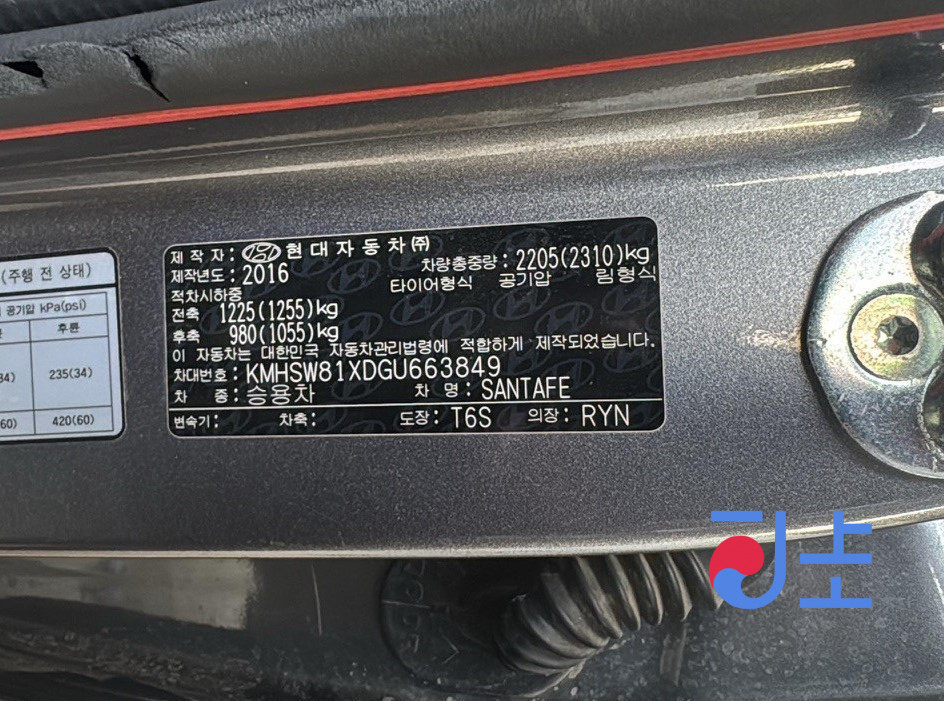 (주행 전 상태)
공기압 kPa(psi)
후륜
34)
235(34)
60)
420(60)
제 작 자: 현대자동차(주)
제작년도: 2016
차량총중량: 2205(2310)kg
타이어형식 공기압 림형식
적차시하중
전축 1225(1255)kg
후축 980(1055)kg
이 자동차는 대한민국 자동차관리법령에 적합하게 제작되었습니다.
차대번호: KMHSW81XDGU663849
차 종: 승용차 차 명: SANTAFE
변속기: 차축: 도장: T6S 의장: RYN